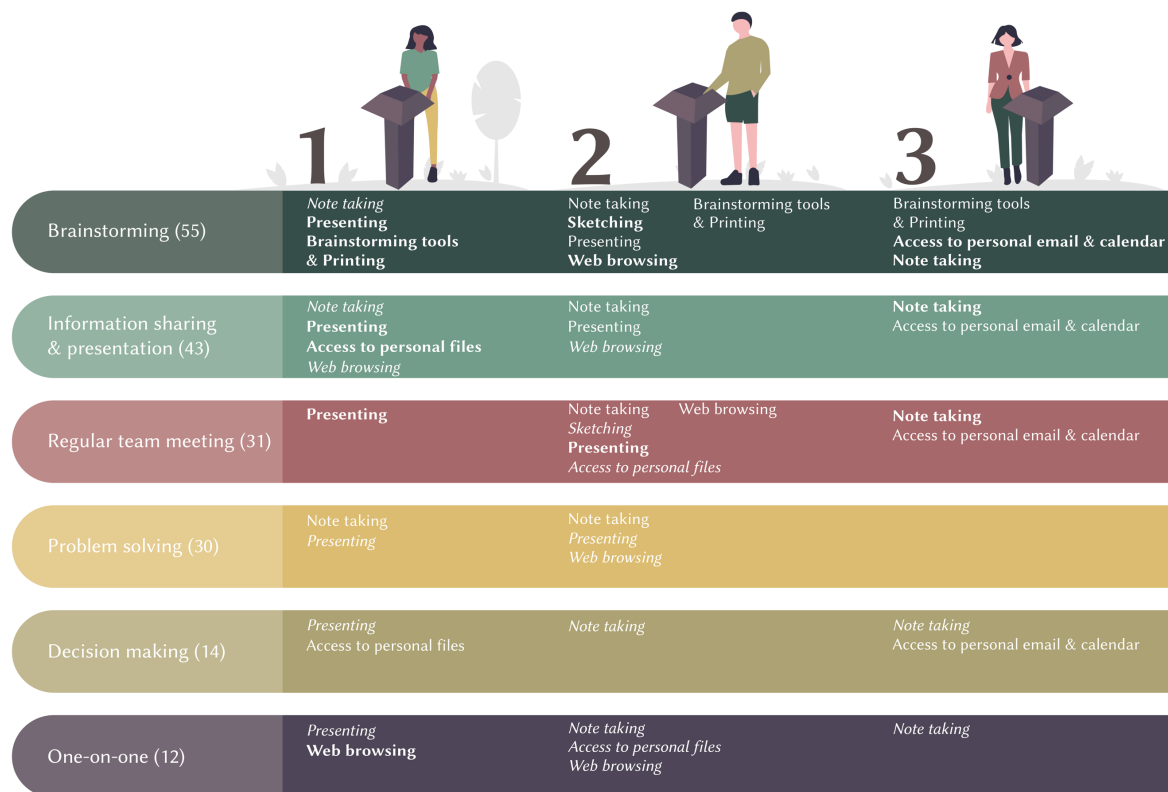 1
2
3
Brainstorming (55)
Note taking
Presenting
Brainstorming tools
& Printing
Note taking
Sketching
Presenting
Web browsing
Brainstorming tools
& Printing
Brainstorming tools
& Printing
Access to personal email & calendar
Note taking
Information sharing
& presentation (43)
Note taking
Presenting
Access to personal files
Web browsing
Note taking
Presenting
Web browsing
Note taking
Access to personal email & calendar
Regular team meeting (31)
Presenting
Note taking
Sketching
Presenting
Access to personal files
Web browsing
Note taking
Access to personal email & calendar
Problem solving (30)
Note taking
Presenting
Note taking
Presenting
Web browsing
Decision making (14)
Presenting
Access to personal files
Note taking
Note taking
Access to personal email & calendar
One-on-one (12)
Presenting
Web browsing
Note taking
Access to personal files
Web browsing
Note taking